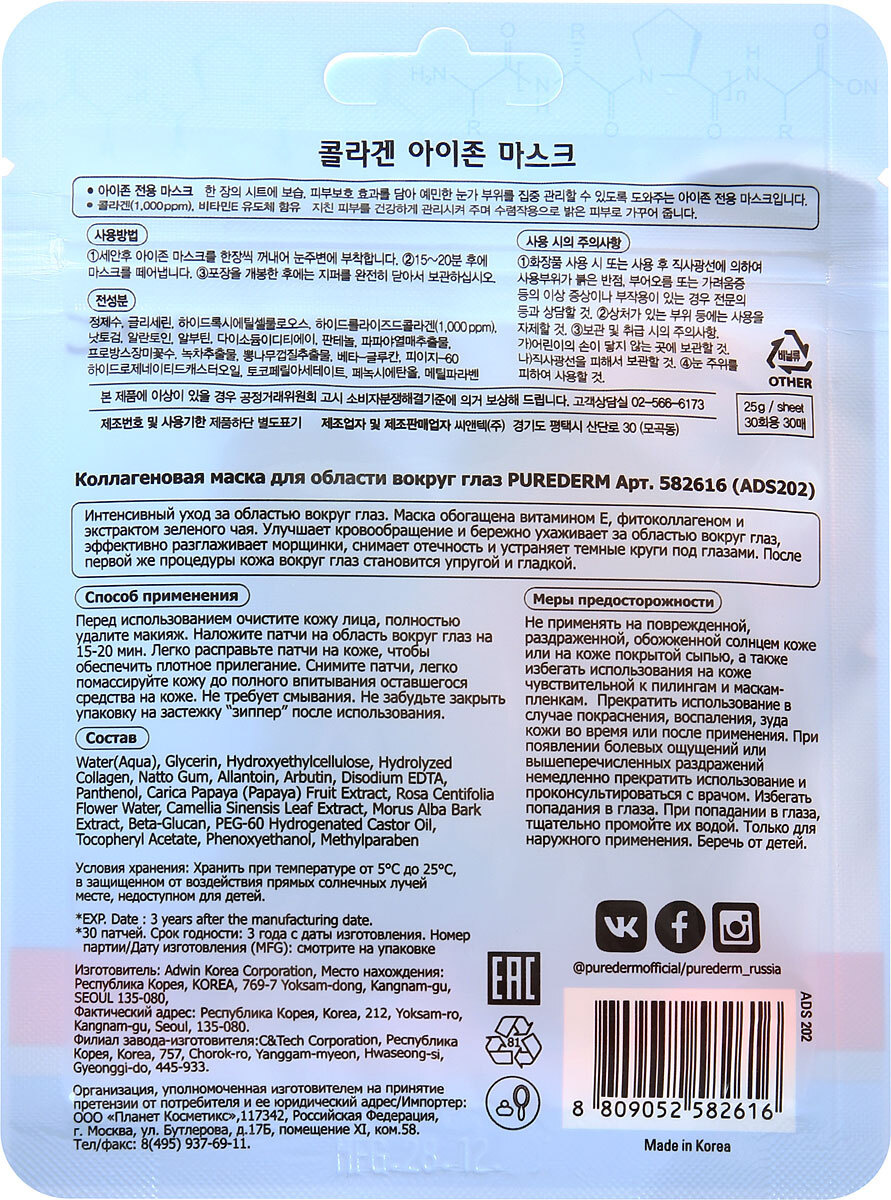 콜라겐 아이존 마스크
• 아이존 전용 마스크 한 장의 시트에 보습, 피부보호 효과를 담아 예민한 눈가 부위를 집중 관리할 수 있도록 도와주는 아이존 전용 마스크입니다.
• 콜라겐(1,000ppm), 비타민E 유도체 함유 지친 피부를 건강하게 관리시켜 주며 수렴작용으로 밝은 피부로 가꾸어 줍니다.
사용방법
①세안후 아이존 마스크를 한장씩 꺼내어 눈주변에 부착합니다. ②15~20분 후에
마스크를 떼어냅니다. ③포장을 개봉한 후에는 지퍼를 완전히 닫아서 보관하십시오.
전성분
정제수, 글리세린, 하이드록시에틸셀룰로오스, 하이드롤라이즈드콜라겐(1,000ppm),
낫토검, 알란토인, 알부틴, 다이소듐이디티에이, 판테놀, 파파야열매추출물,
프로방스장미꽃수, 녹차추출물, 뽕나무껍질추출물, 베타-글루칸, 피이지-60
하이드로제네이티드캐스터오일, 토코페릴아세테이트, 페녹시에탄올, 메틸파라벤
사용 시의 주의사항
①화장품 사용 시 또는 사용 후 직사광선에 의하여
사용부위가 붉은 반점, 부어오름 또는 가려움증
등의 이상 증상이나 부작용이 있는 경우 전문의
등과 상담할 것. ②상처가 있는 부위 등에는 사용을
자제할 것. ③보관 및 취급 시의 주의사항.
가)어린이의 손이 닿지 않는 곳에 보관할 것.
나)직사광선을 피해서 보관할 것. ④눈 주위를
피하여 사용할 것.
비닐류
OTHER
본 제품에 이상이 있을 경우 공정거래위원회 고시 소비자분쟁해결기준에 의거 보상해 드립니다. 고객상담실 02-566-6173
제조번호 및 사용기한 제품하단 별도표기 제조업자 및 제조판매업자 씨앤텍(주) 경기도 평택시 산단로 30 (모곡동)
25g / sheet
30회용 30매
Коллагеновая маска для области вокруг глаз PUREDERM Арт. 582616 (ADS202)
Интенсивный уход за областью вокруг глаз. Маска обогащена витамином Е, фитоколлагеном и
экстрактом зеленого чая. Улучшает кровообращение и бережно ухаживает за областью вокруг глаз,
эффективно разглаживает морщинки, снимает отечность и устраняет темные круги под глазами. После
первой же процедуры кожа вокруг глаз становится упругой и гладкой.
Способ применения
Перед использованием очистите кожу лица, полностью
удалите макияж. Наложите патчи на область вокруг глаз на
15-20 мин. Легко расправьте патчи на коже, чтобы
обеспечить плотное прилегание. Снимите патчи, легко
помассируйте кожу до полного впитывания оставшегося
средства на коже. Не требует смывания. Не забудьте закрыть
упаковку на застежку "зиппер" после использования.
Состав
Water(Aqua), Glycerin, Hydroxyethylcellulose, Hydrolyzed
Collagen, Natto Gum, Allantoin, Arbutin, Disodium EDTA,
Panthenol, Carica Papaya (Papaya) Fruit Extract, Rosa Centifolia
Flower Water, Camellia Sinensis Leaf Extract, Morus Alba Bark
Extract, Beta-Glucan, PEG-60 Hydrogenated Castor Oil,
Tocopheryl Acetate, Phenoxyethanol, Methylparaben
Меры предосторожности
Не применять на поврежденной,
раздраженной, обожженной солнцем коже
или на коже покрытой сыпью, а также
избегать использования на коже
чувствительной к пилингам и маскам-
пленкам. Прекратить использование в
случае покраснения, воспаления, зуда
кожи во время или после применения. При
появлении болевых ощущений или
вышеперечисленных раздражений
немедленно прекратить использование и
проконсультироваться с врачом. Избегать
попадания в глаза. При попадании в глаза,
тщательно промойте их водой. Только для
наружного применения. Беречь от детей.
Условия хранения: Хранить при температуре от 5°C до 25°C,
в защищенном от воздействия прямых солнечных лучей
месте, недоступном для детей.
*EXP. Date : 3 years after the manufacturing date.
*30 патчей. Срок годности: 3 года с даты изготовления. Номер
партии/Дату изготовления (MFG): смотрите на упаковке
Изготовитель: Adwin Korea Corporation, Место нахождения:
Республика Корея, KOREA, 769-7 Yoksam-dong, Kangnam-gu,
SEOUL 135-080,
Фактический адрес: Республика Корея, Korea, 212, Yoksam-ro,
Kangnam-gu, Seoul, 135-080.
Филиал завода-изготовителя:C&Tech Corporation, Республика
Корея, Korea, 757, Chorok-ro, Yanggam-myeon, Hwaseong-si,
Gyeonggi-do, 445-933.
Организация, уполномоченная изготовителем на принятие
претензии от потребителя и ее юридический адрес/Импортер:
ООО «Планет Косметикс»,117342, Российская Федерация,
г. Москва, ул. Бутлерова, д.17Б, помещение XI, ком.58.
Тел/факс: 8(495) 937-69-11.
EAC
81
@puredermofficial/purederm_russia
ADS 202
8 809052 582616
Made in Korea